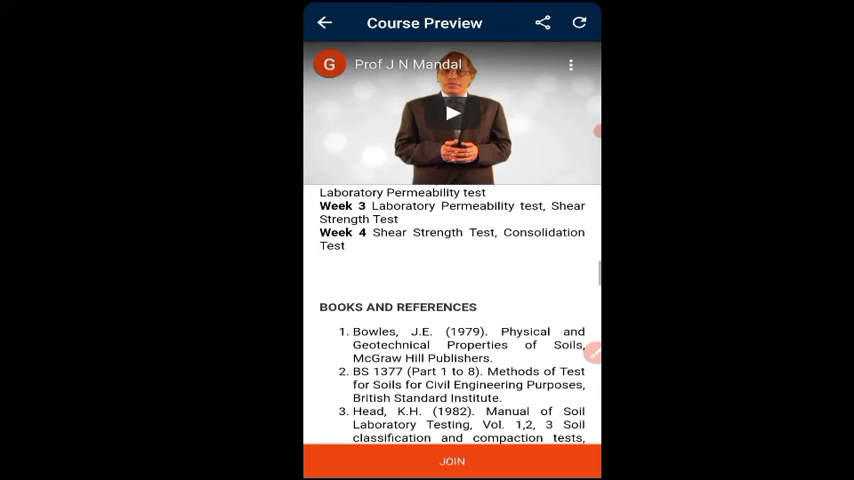 Course Preview
G Prof J N Mandal
Laboratory Permeability test
Week 3 Laboratory Permeability test, Shear
Strength Test
Week 4 Shear Strength Test, Consolidation
Test
BOOKS AND REFERENCES
1. Bowles, J.E. (1979). Physical and
Geotechnical Properties of Soils,
McGraw Hill Publishers.
2. BS 1377 (Part 1 to 8). Methods of Test
for Soils for Civil Engineering Purposes,
British Standard Institute.
3. Head, K.H. (1982). Manual of Soil
Laboratory Testing, Vol. 1,2, 3 Soil
classification and compaction tests,
JOIN